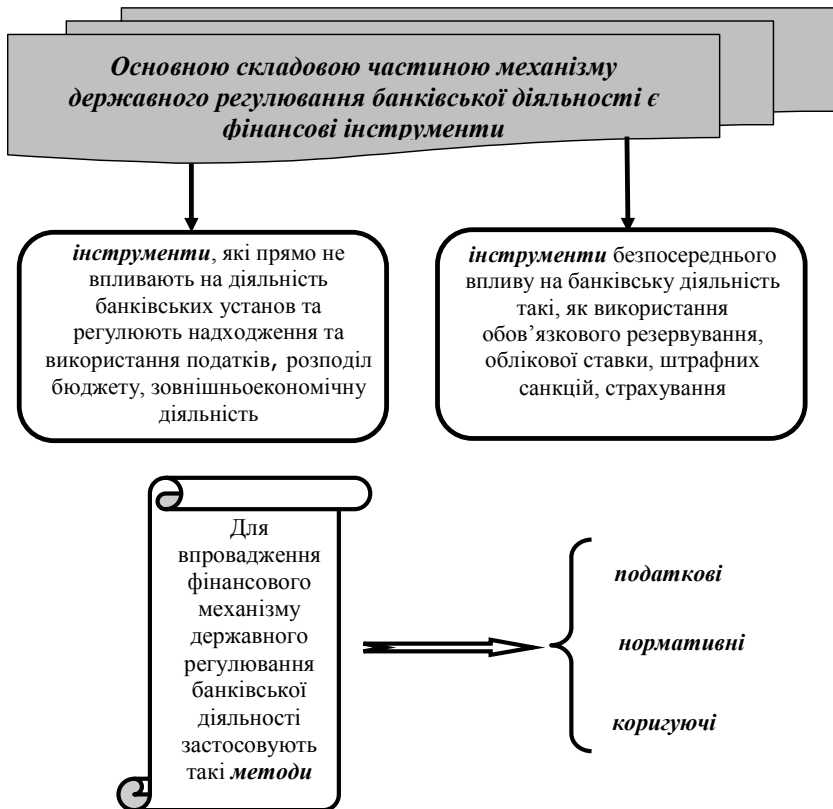 Основною складовою частиною механізму
державного регулювання банківської діяльності є
фінансові інструменти
інструменти, які прямо не
впливають на діяльність
банківських установ та
регулюють надходження та
використання податків, розподіл
бюджету, зовнішньоекономічну
діяльність
інструменти безпосереднього
впливу на банківську діяльність
такі, як використання
обов’язкового резервування,
облікової ставки, штрафних
санкцій, страхування
Для
впровадження
фінансового
механізму
державного
регулювання
банківської
діяльності
застосовують
такі методи
податкові
нормативні
коригуючі